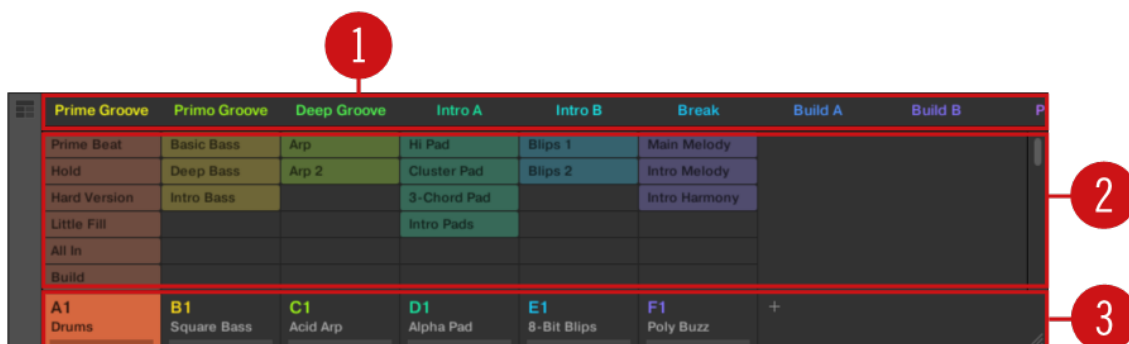 1
Prime Groove Primo Groove Deep Groove Intro A Intro B Break Build A Build B P
Prime Beat Basic Bass Arp Hi Pad Blips 1 Main Melody
Hold Deep Bass Arp 2 Cluster Pad Blips 2 Intro Melody
2
Hard Version Intro Bass 3-Chord Pad Intro Harmony
Little Fill Intro Pads
All In
Build
A1 B1 C1 D1 E1 F1 +
3
Drums Square Bass Acid Arp Alpha Pad 8-Bit Blips Poly Buzz